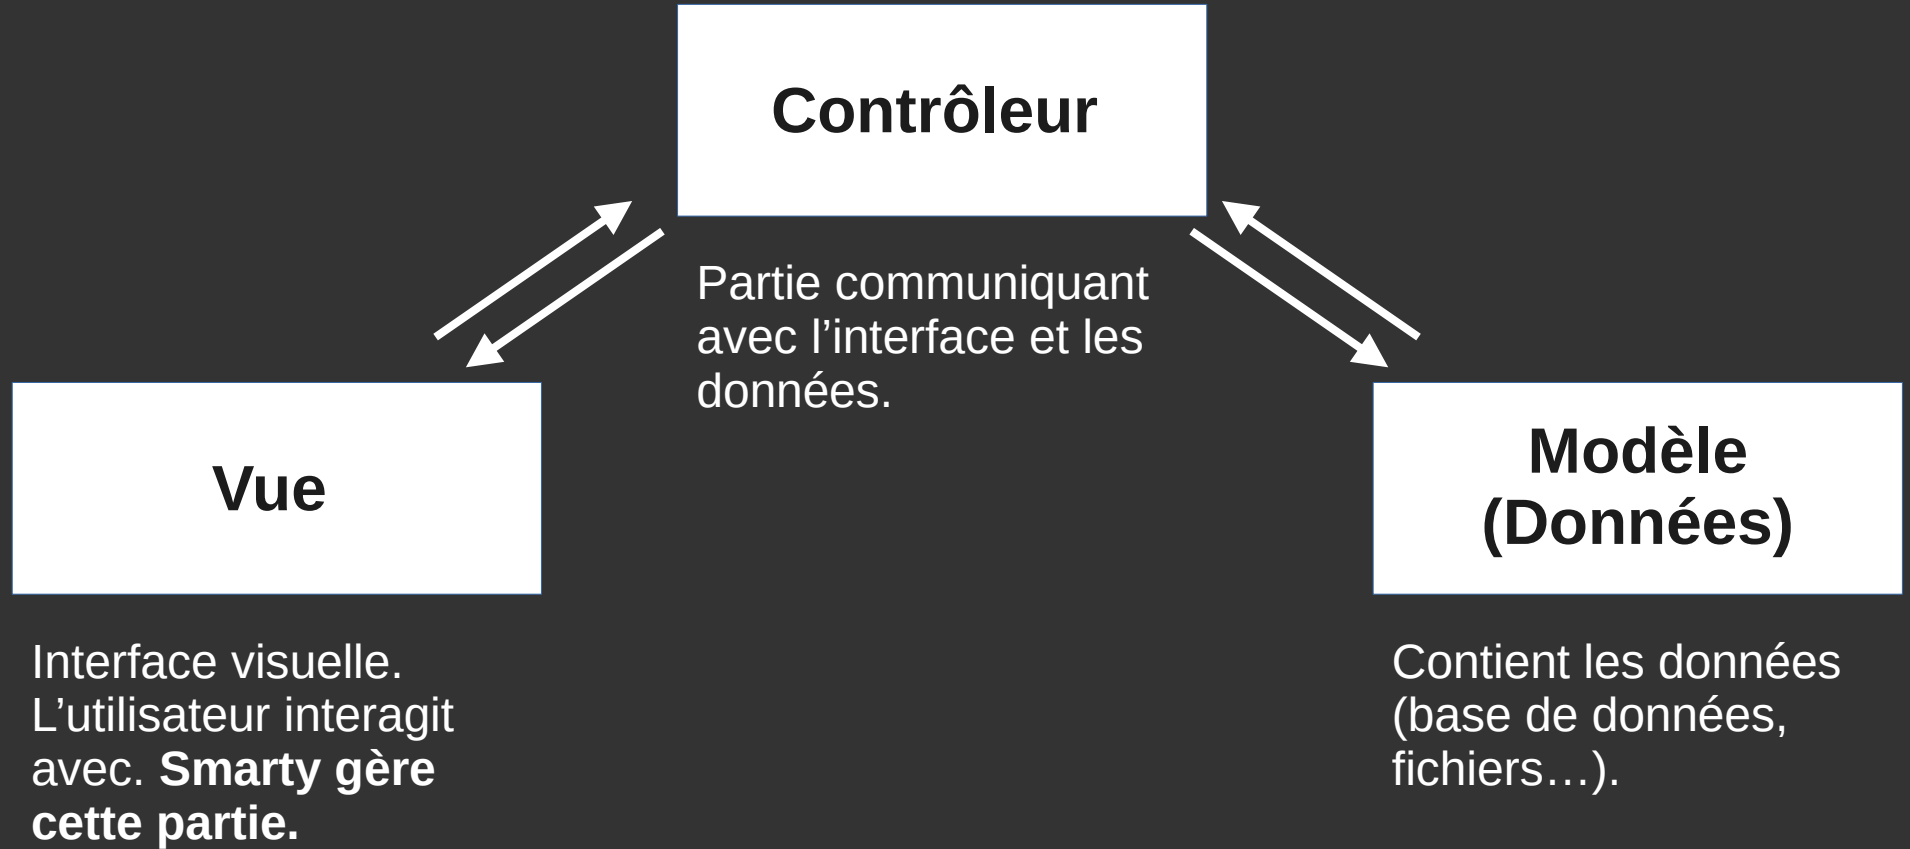 Contrôleur
Partie communiquant
avec l’interface et les
données.
Vue
Interface visuelle.
L’utilisateur interagit
avec. Smarty gère
cette partie.
Modèle
(Données)
Contient les données
(base de données,
fichiers…).